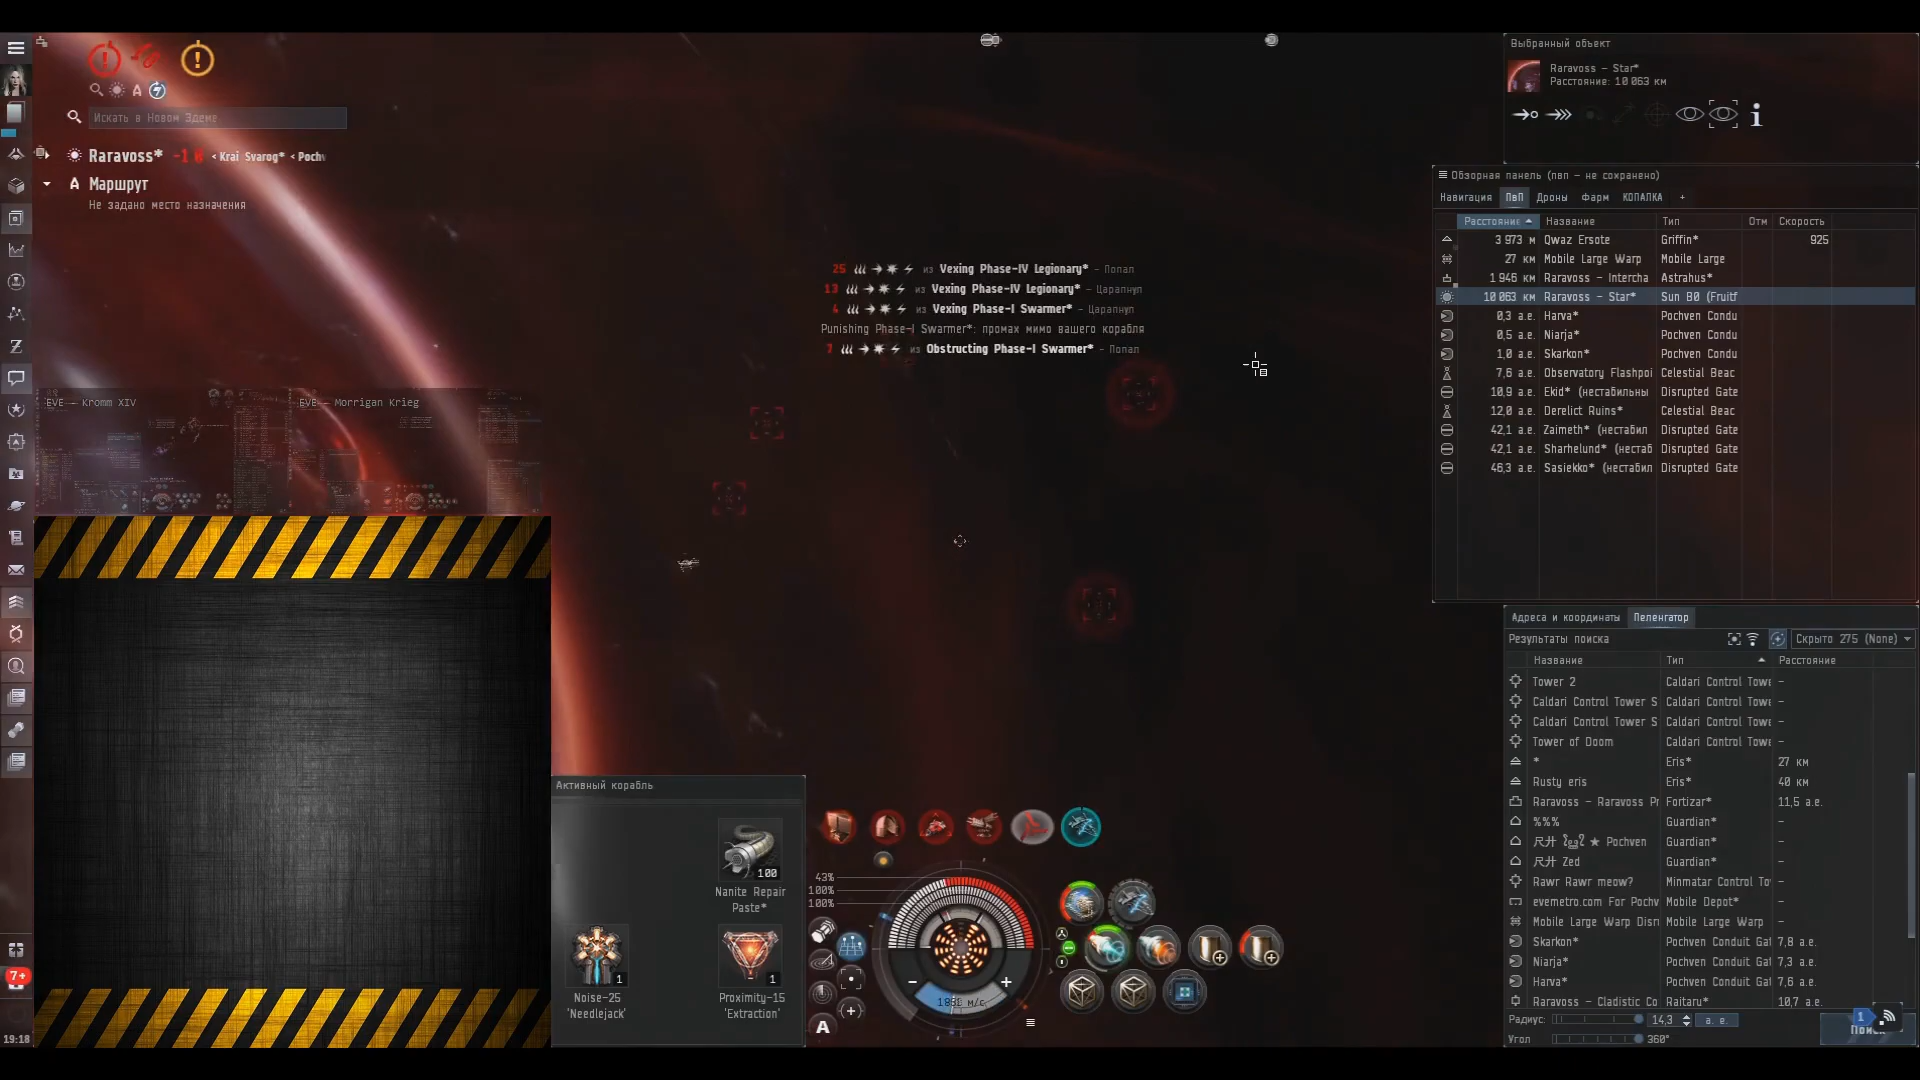 Искать в Новом Эдеме
Raravoss* -1.0 < Krai Svarog* < Pochv
Маршрут
Не задано место назначения
25 из Vexing Phase-IV Legionary* – Попал
13 из Vexing Phase-IV Legionary* – Царапнул
4 из Vexing Phase-I Swarmer* – Царапнул
Punishing Phase-I Swarmer*: промах мимо вашего корабля
7 из Obstructing Phase-I Swarmer* – Попал
EVE – Kromm XIV
EVE – Morrigan Krieg
Выбранный объект
Raravoss – Star*
Расстояние: 10 063 км
Обзорная панель (пвп – не сохранено)
Навигация ПвП Дроны Фарм КОПАЛКА +
Расстояние Название Тип Отм Скорость
3 973 м Qwaz Ersote Griffin* 925
27 км Mobile Large Warp Mobile Large
1 946 км Raravoss – Intercha Astrahus*
10 063 км Raravoss – Star* Sun B0 (Fruitf
0,3 а.е. Harva* Pochven Condu
0,5 а.е. Niarja* Pochven Condu
1,0 а.е. Skarkon* Pochven Condu
7,6 а.е. Observatory Flashpoi Celestial Beac
10,9 а.е. Ekid* (нестабильны Disrupted Gate
12,0 а.е. Derelict Ruins* Celestial Beac
42,1 а.е. Zaimeth* (нестабил Disrupted Gate
42,1 а.е. Sharhelund* (нестаб Disrupted Gate
46,3 а.е. Sasiekko* (нестабил Disrupted Gate
Адреса и координаты Пеленгатор
Результаты поиска Скрыто 275 (None)
Название Тип Расстояние
Tower 2 Caldari Control Towe –
Caldari Control Tower S Caldari Control Towe –
Caldari Control Tower S Caldari Control Towe –
Tower of Doom Caldari Control Towe –
* Eris* 27 км
Rusty eris Eris* 40 км
Raravoss – Raravoss Pr Fortizar* 11,5 а.е.
%%% Guardian* –
★ Pochven Guardian* –
尺廾 Zed Guardian* –
Rawr Rawr meow? Minmatar Control To –
evemetro.com For Pochv Mobile Depot* –
Mobile Large Warp Disru Mobile Large Warp –
Skarkon* Pochven Conduit Gat 7,8 а.е.
Niarja* Pochven Conduit Gat 7,3 а.е.
Harva* Pochven Conduit Gat 7,6 а.е.
Raravoss – Cladistic Co Raitaru* 10,7 а.е.
Радиус: 14,3 а. е.
Угол 360°
1
Активный корабль
100
Nanite Repair
Paste*
1
Noise-25
'Needlejack'
1
Proximity-15
'Extraction'
43%
100%
100%
A
7+
19:18